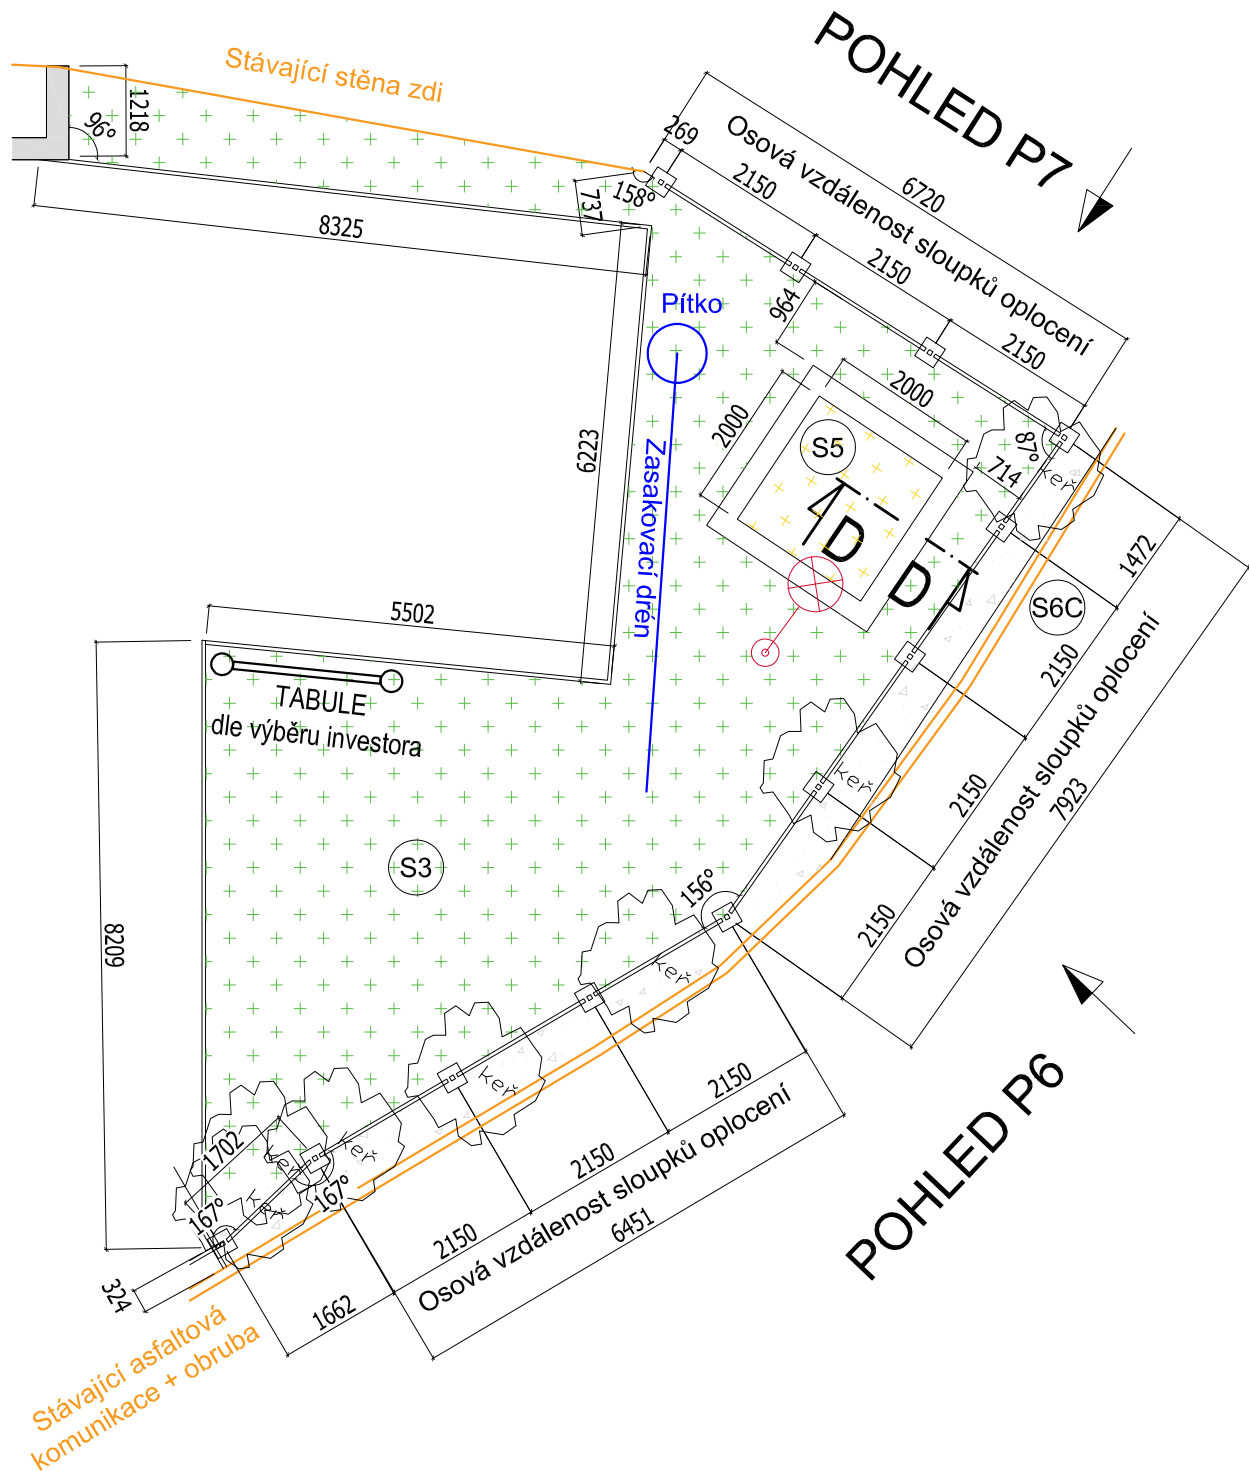 POHLED P7
Stávající stěna zdi
1218
96°
269
Osová vzdálenost sloupků oplocení
6720
2150
2150
2150
158°
737
8325
964
Pítko
2000
2000
S5
87°
714
keř
6223
Zasakovací drén
D
D
S6C
1472
2150
2150
2150
Osová vzdálenost sloupků oplocení
7923
5502
TABULE
dle výběru investora
keř
S3
156°
8209
keř
keř
keř
keř
keř
1702
167°
167°
2150
2150
2150
Osová vzdálenost sloupků oplocení
6451
1662
324
POHLED P6
Stávající asfaltová
komunikace + obruba